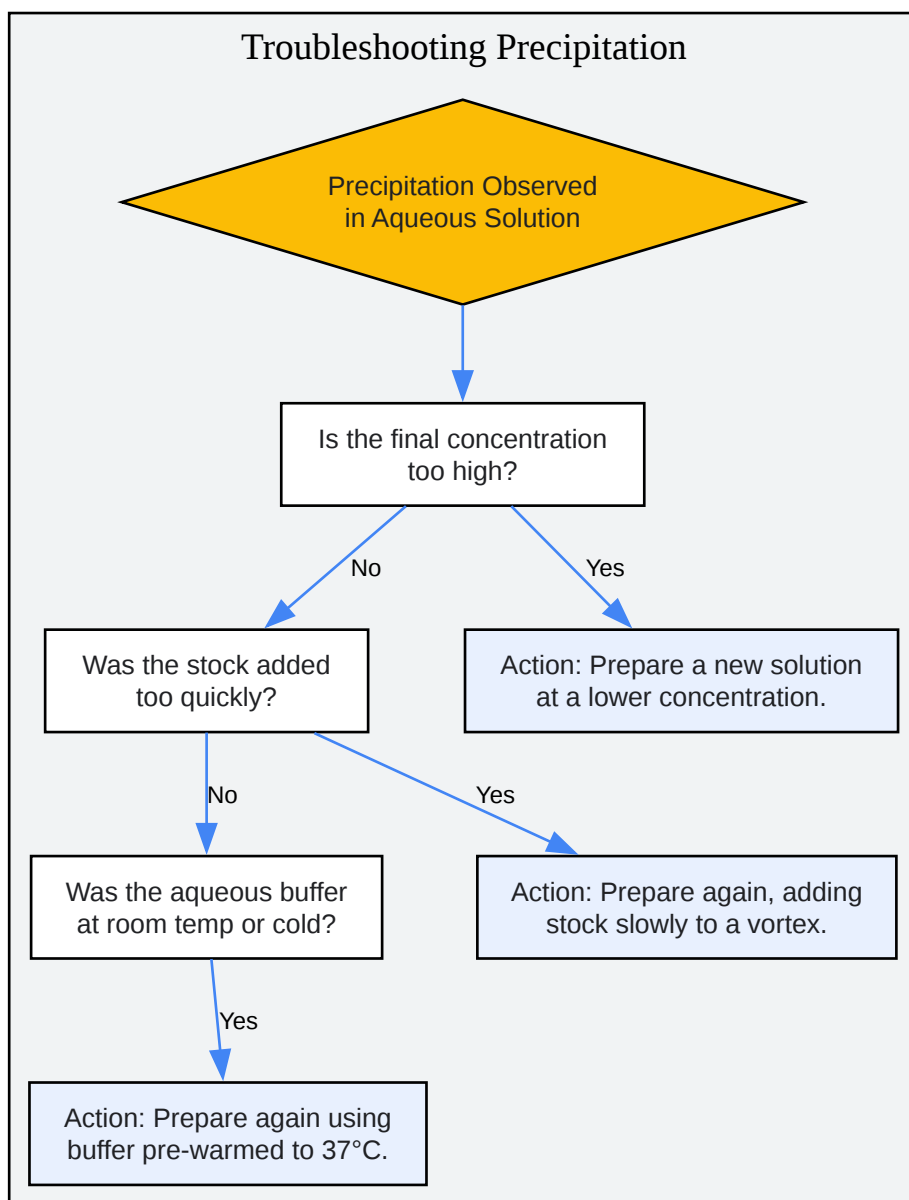 Troubleshooting Precipitation
Precipitation Observed
in Aqueous Solution
Is the final concentration
too high?
No
Yes
Was the stock added
too quickly?
Action: Prepare a new solution
at a lower concentration.
No
Yes
Was the aqueous buffer
at room temp or cold?
Action: Prepare again, adding
stock slowly to a vortex.
Yes
Action: Prepare again using
buffer pre-warmed to 37°C.